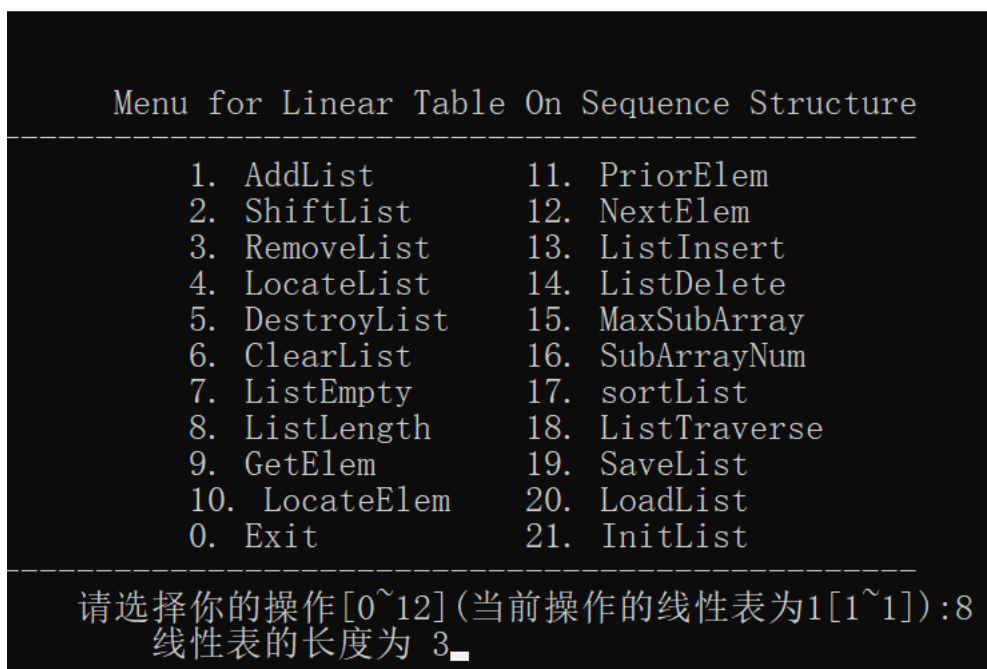 Menu for Linear Table On Sequence Structure
--------------------------------------------------
1. AddList 11. PriorElem
2. ShiftList 12. NextElem
3. RemoveList 13. ListInsert
4. LocateList 14. ListDelete
5. DestroyList 15. MaxSubArray
6. ClearList 16. SubArrayNum
7. ListEmpty 17. sortList
8. ListLength 18. ListTraverse
9. GetElem 19. SaveList
10. LocateElem 20. LoadList
0. Exit 21. InitList
--------------------------------------------------
请选择你的操作[0~12](当前操作的线性表为1[1~1]):8
线性表的长度为 3